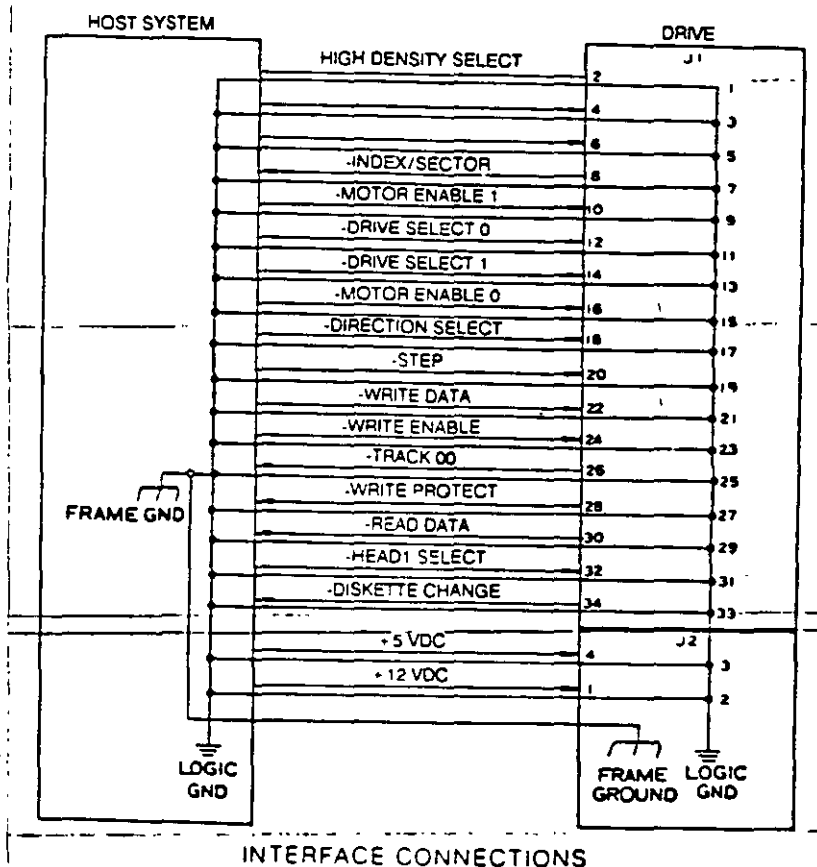 HOST SYSTEM
DRIVE
J1
HIGH DENSITY SELECT
2
1
4
3
6
5
-INDEX/SECTOR
8
7
-MOTOR ENABLE 1
10
9
-DRIVE SELECT 0
12
11
-DRIVE SELECT 1
14
13
-MOTOR ENABLE 0
16
15
-DIRECTION SELECT
18
17
-STEP
20
19
-WRITE DATA
22
21
-WRITE ENABLE
24
23
-TRACK 00
26
25
FRAME GND
-WRITE PROTECT
28
27
-READ DATA
30
29
-HEAD1 SELECT
32
31
-DISKETTE CHANGE
34
33
J2
+5 VDC
4
3
+12 VDC
1
2
LOGIC
GND
FRAME
GROUND
LOGIC
GND
INTERFACE CONNECTIONS